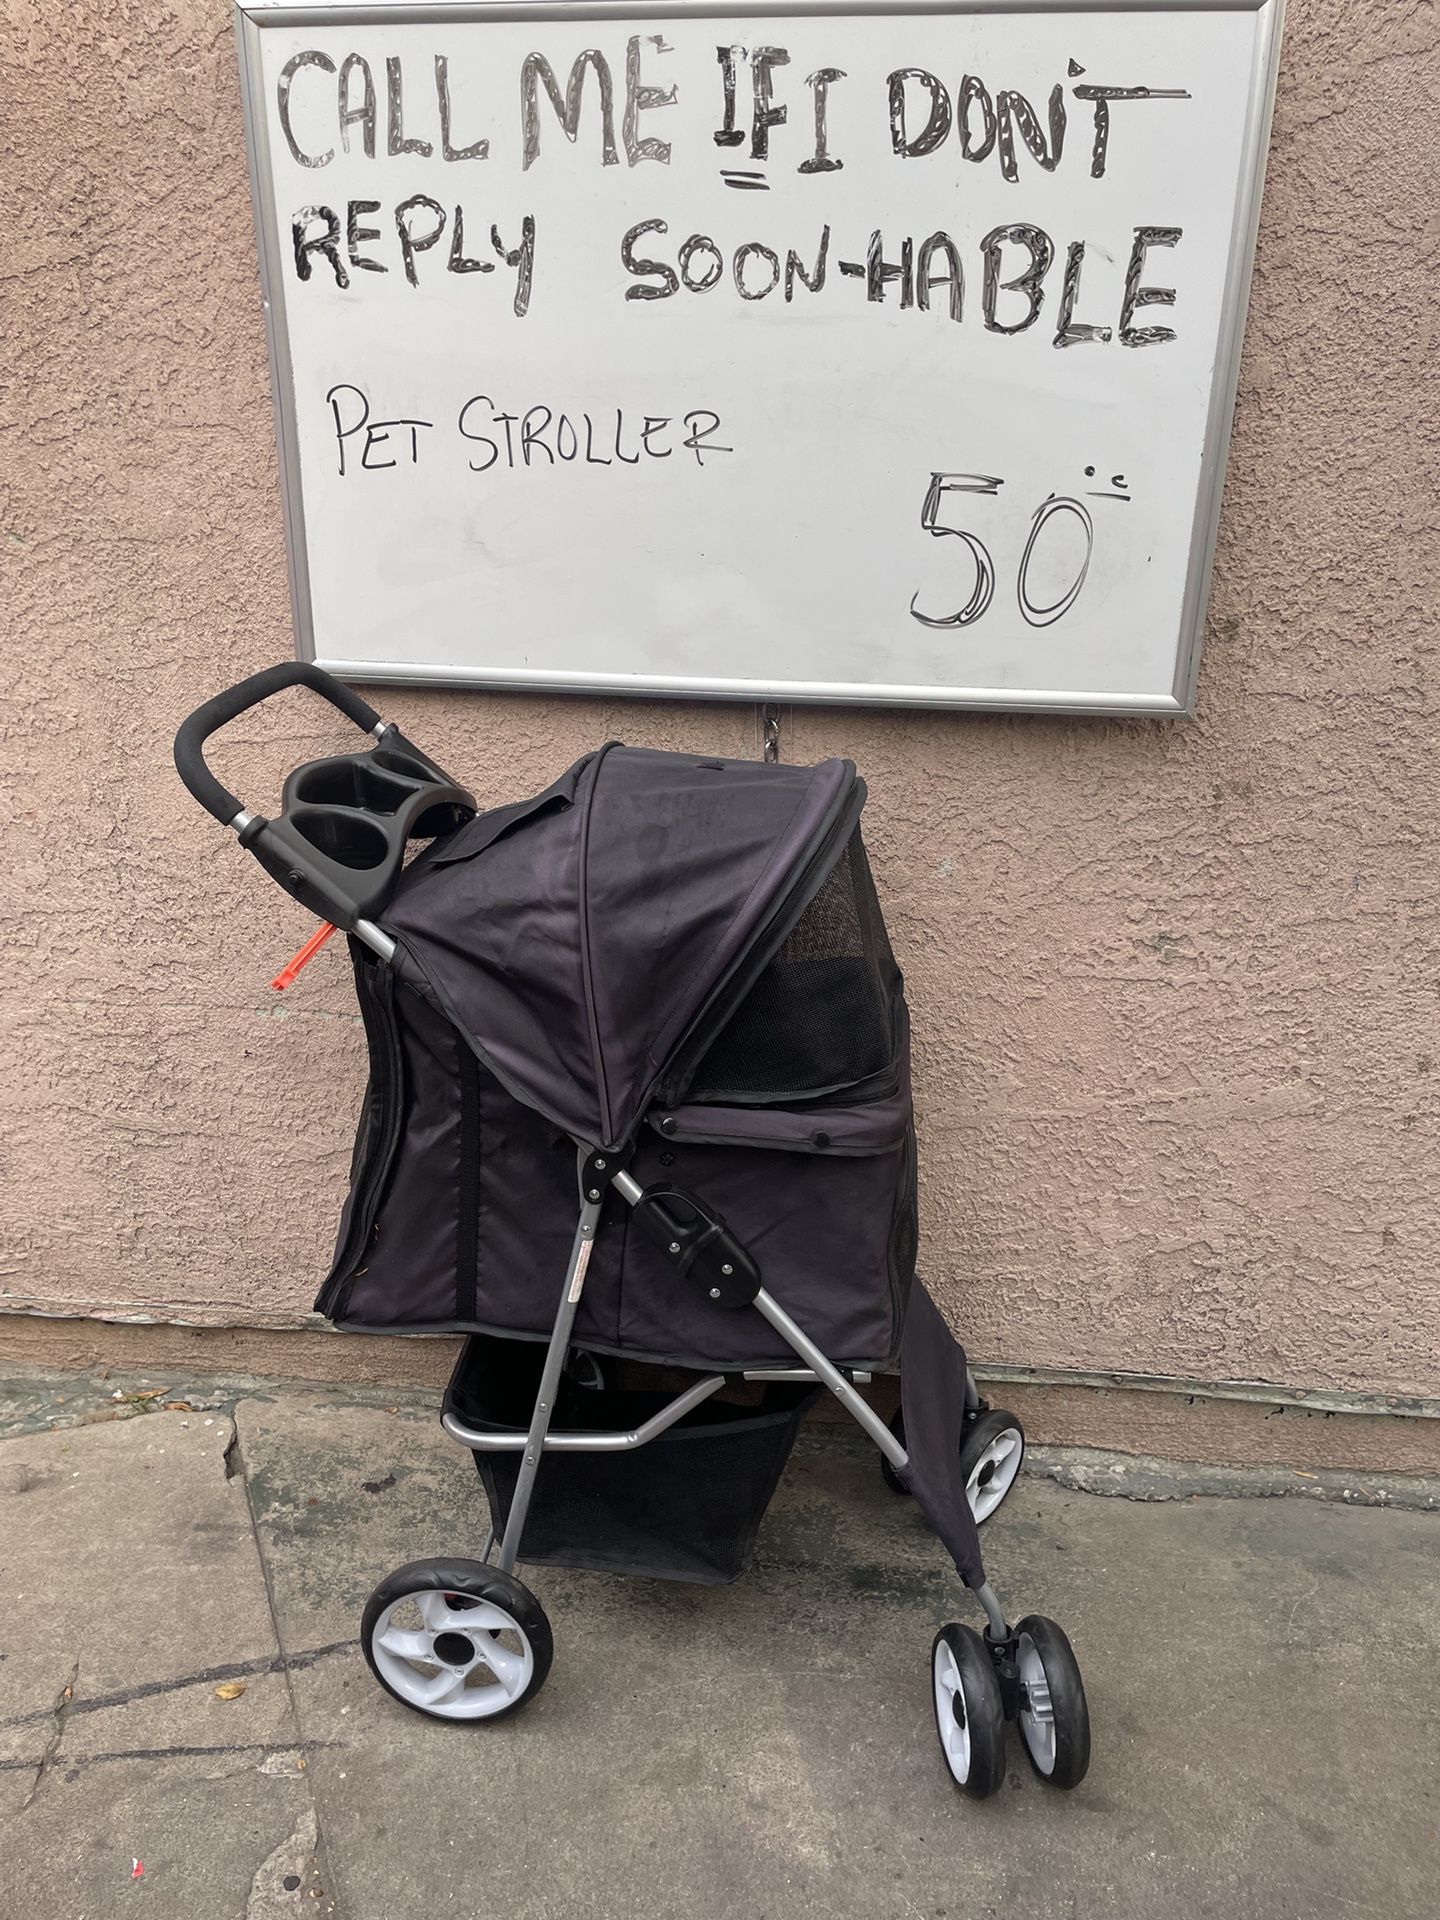 CALL ME IF I DON'T
REPLY SOON-HABLE
PET STROLLER
50